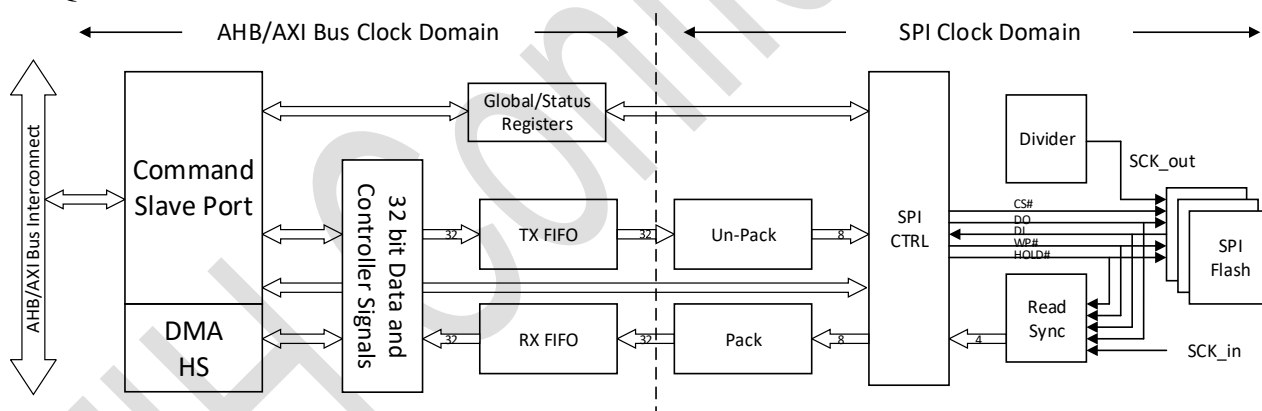 AHB/AXI Bus Clock Domain
SPI Clock Domain
AHB/AXI Bus Interconnect
Command
Slave Port
DMA
HS
Global/Status
Registers
32 bit Data and
Controller Signals
32
TX FIFO
32
Un-Pack
8
32
RX FIFO
32
Pack
8
SPI
CTRL
Divider
SCK_out
CS#
DO
DI
WP#
HOLD#
SPI
Flash
Read
Sync
4
SCK_in